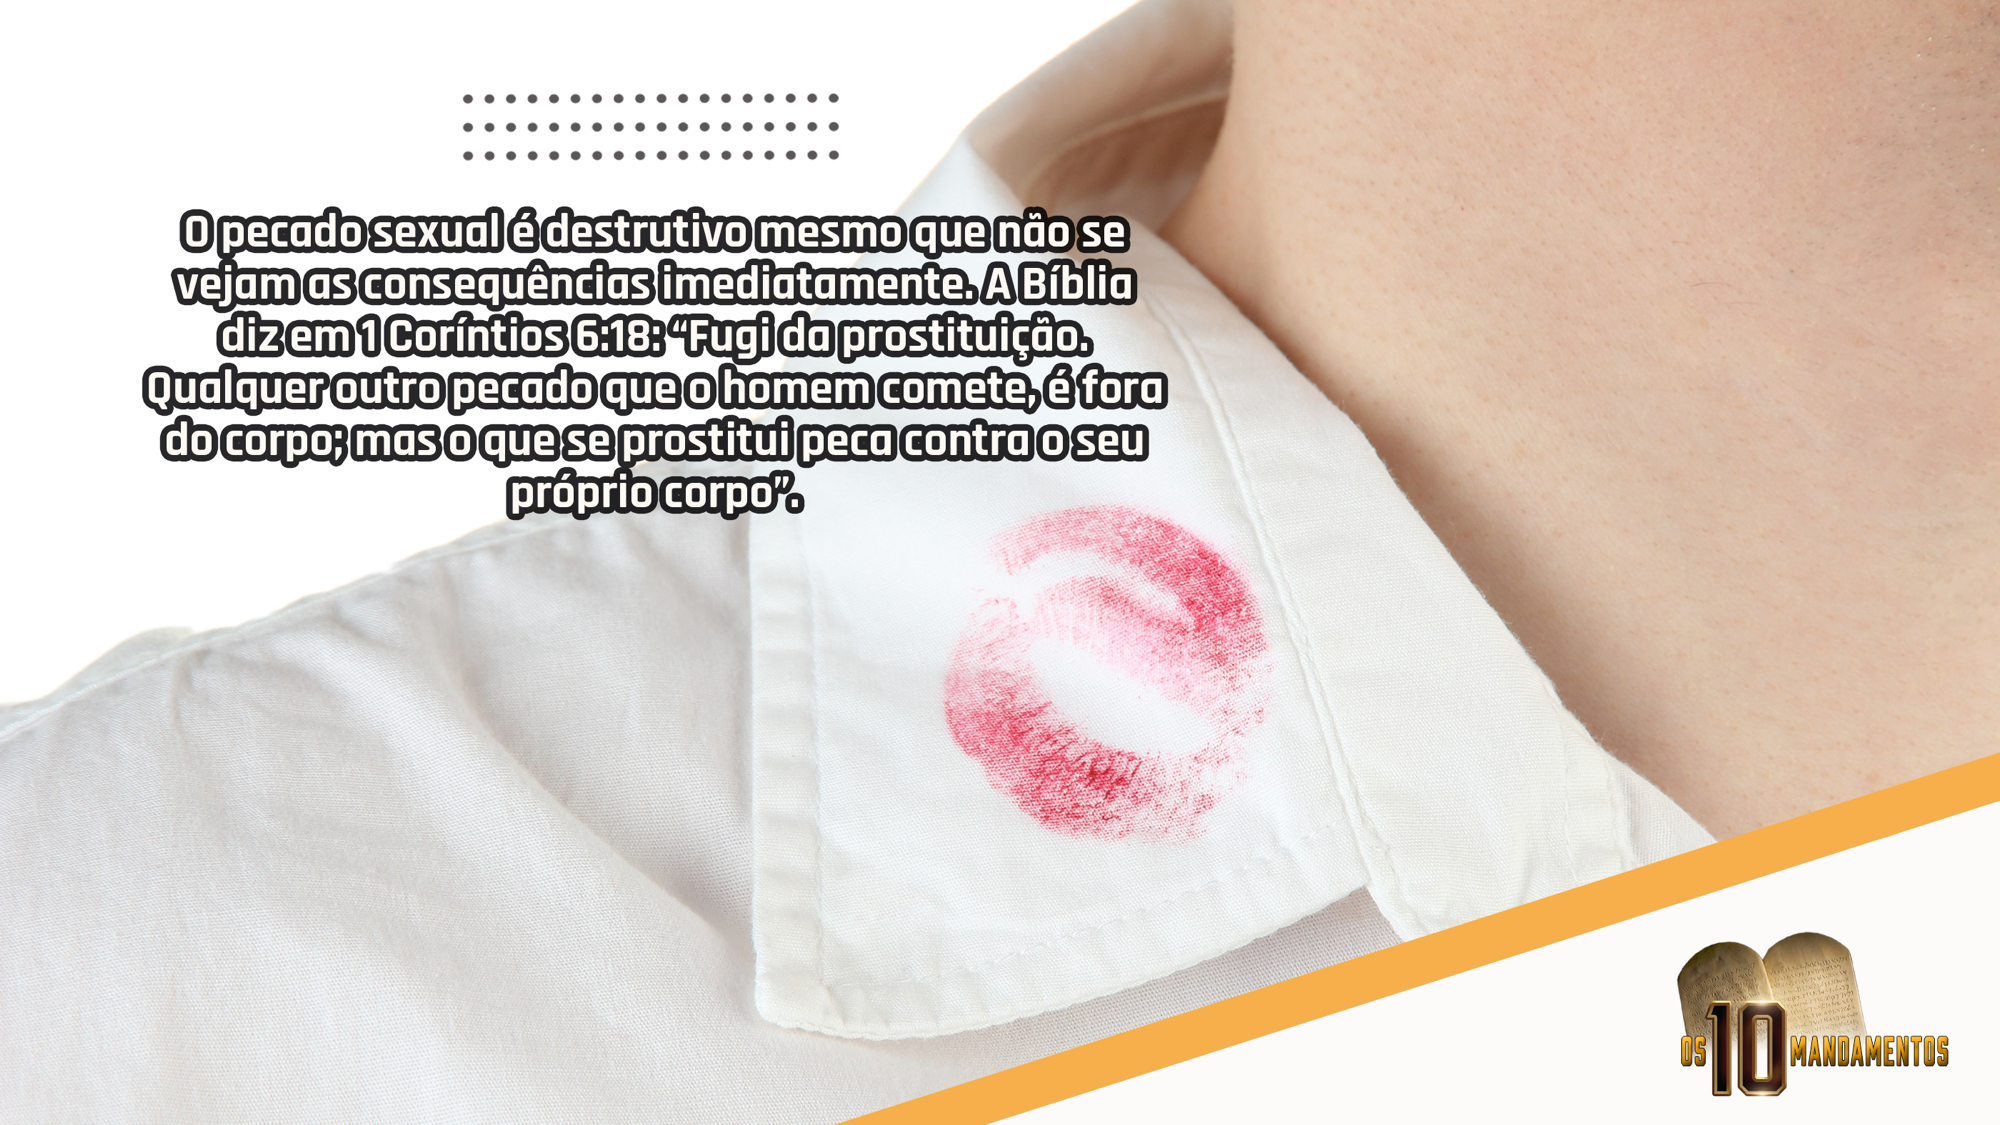 O pecado sexual é destrutivo mesmo que não se
vejam as consequências imediatamente. A Bíblia
diz em 1 Coríntios 6:18: “Fugi da prostituição.
Qualquer outro pecado que o homem comete, é fora
do corpo; mas o que se prostitui peca contra o seu
próprio corpo”.
OS 10 MANDAMENTOS